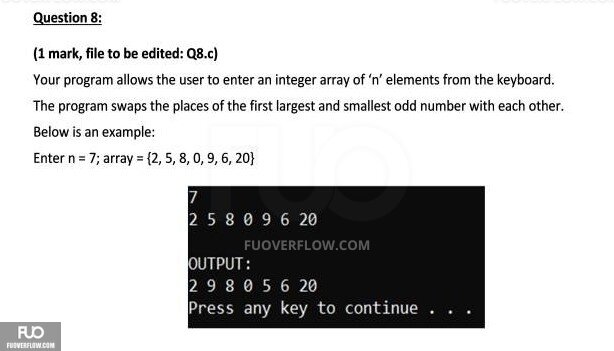 Question 8:
(1 mark, file to be edited: Q8.c)
Your program allows the user to enter an integer array of ‘n’ elements from the keyboard.
The program swaps the places of the first largest and smallest odd number with each other.
Below is an example:
Enter n = 7; array = {2, 5, 8, 0, 9, 6, 20}
7
2 5 8 0 9 6 20
FUOVERFLOW.COM
OUTPUT:
2 9 8 0 5 6 20
Press any key to continue . . .
FUO
FUOVERFLOW.COM